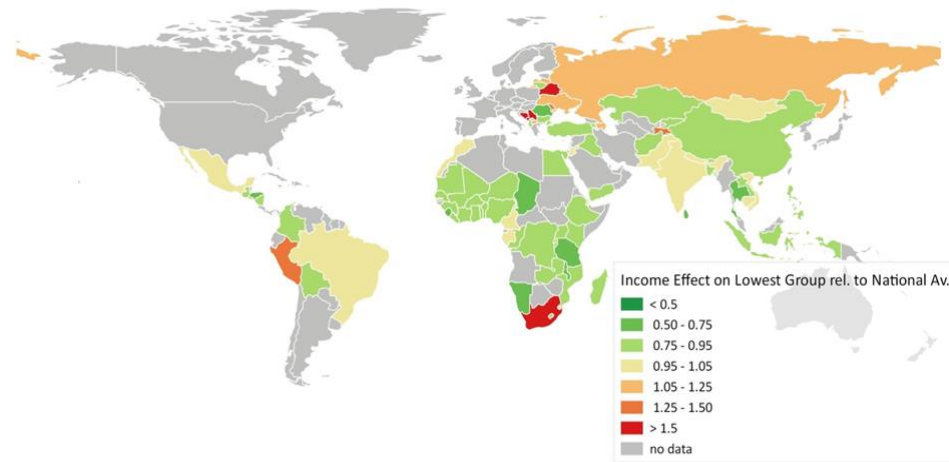 Income Effect on Lowest Group rel. to National Av.
< 0.5
0.50 - 0.75
0.75 - 0.95
0.95 - 1.05
1.05 - 1.25
1.25 - 1.50
> 1.5
no data